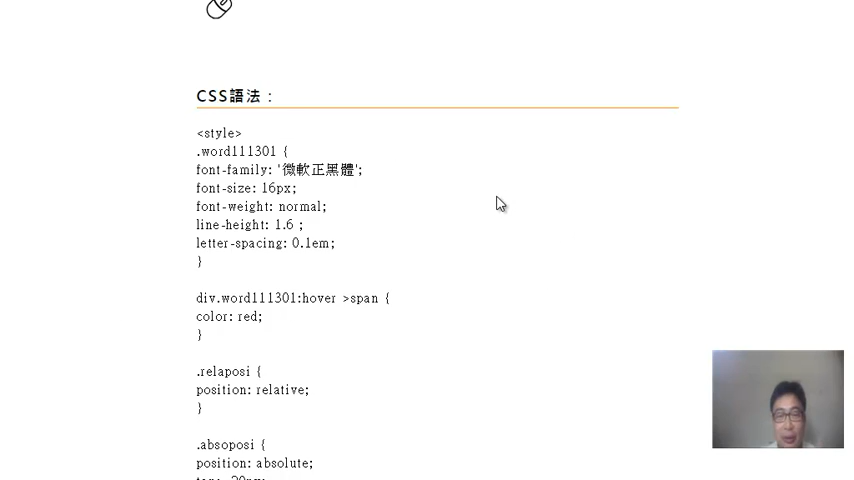 CSS語法：
<style>
.word111301 {
font-family: '微軟正黑體';
font-size: 16px;
font-weight: normal;
line-height: 1.6 ;
letter-spacing: 0.1em;
}
div.word111301:hover >span {
color: red;
}
.relaposi {
position: relative;
}
.absoposi {
position: absolute;